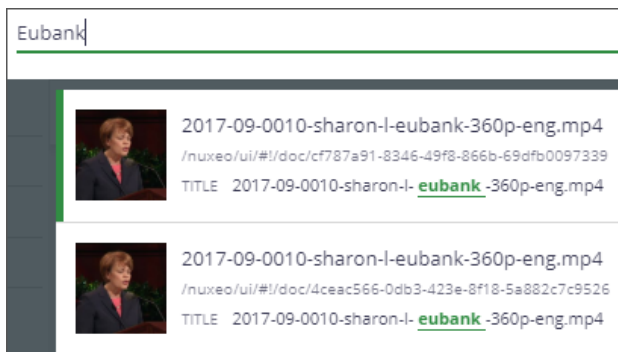 Eubank
2017-09-0010-sharon-l-eubank-360p-eng.mp4
/nuxeo/ui/#!/doc/cf787a91-8346-49f8-866b-69dfb0097339
TITLE 2017-09-0010-sharon-l- eubank -360p-eng.mp4
2017-09-0010-sharon-l-eubank-360p-eng.mp4
/nuxeo/ui/#!/doc/4ceac566-0db3-423e-8f18-5a882c7c9526
TITLE 2017-09-0010-sharon-l- eubank -360p-eng.mp4